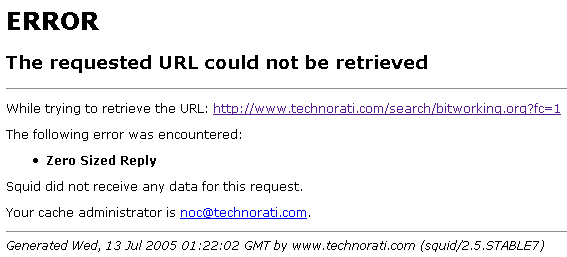 ERROR
The requested URL could not be retrieved
While trying to retrieve the URL: http://www.technorati.com/search/bitworking.org?fc=1
The following error was encountered:
• Zero Sized Reply
Squid did not receive any data for this request.
Your cache administrator is noc@technorati.com.
Generated Wed, 13 Jul 2005 01:22:02 GMT by www.technorati.com (squid/2.5.STABLE7)